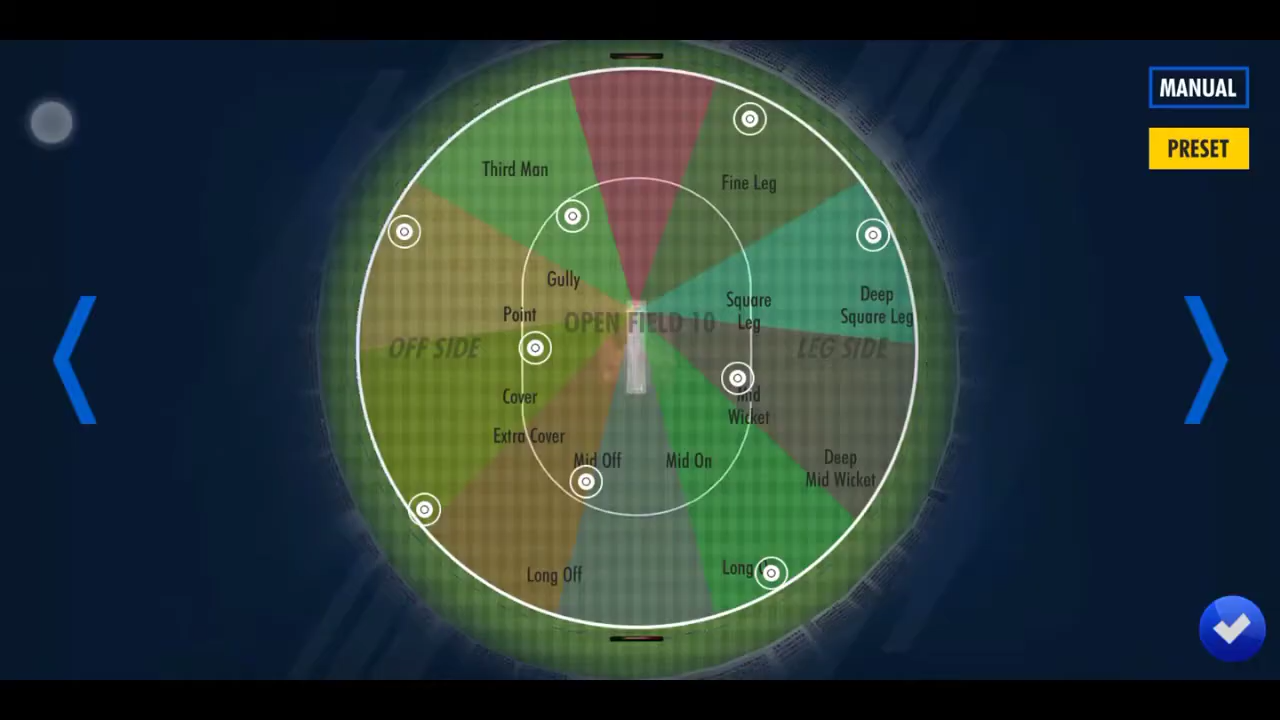 MANUAL
PRESET
Third Man
Fine Leg
Gully
Point
Square
Leg
Deep
Square Leg
OPEN FIELD 10
OFF SIDE
LEG SIDE
Cover
Mid
Wicket
Extra Cover
Mid Off
Mid On
Deep
Mid Wicket
Long Off
Long